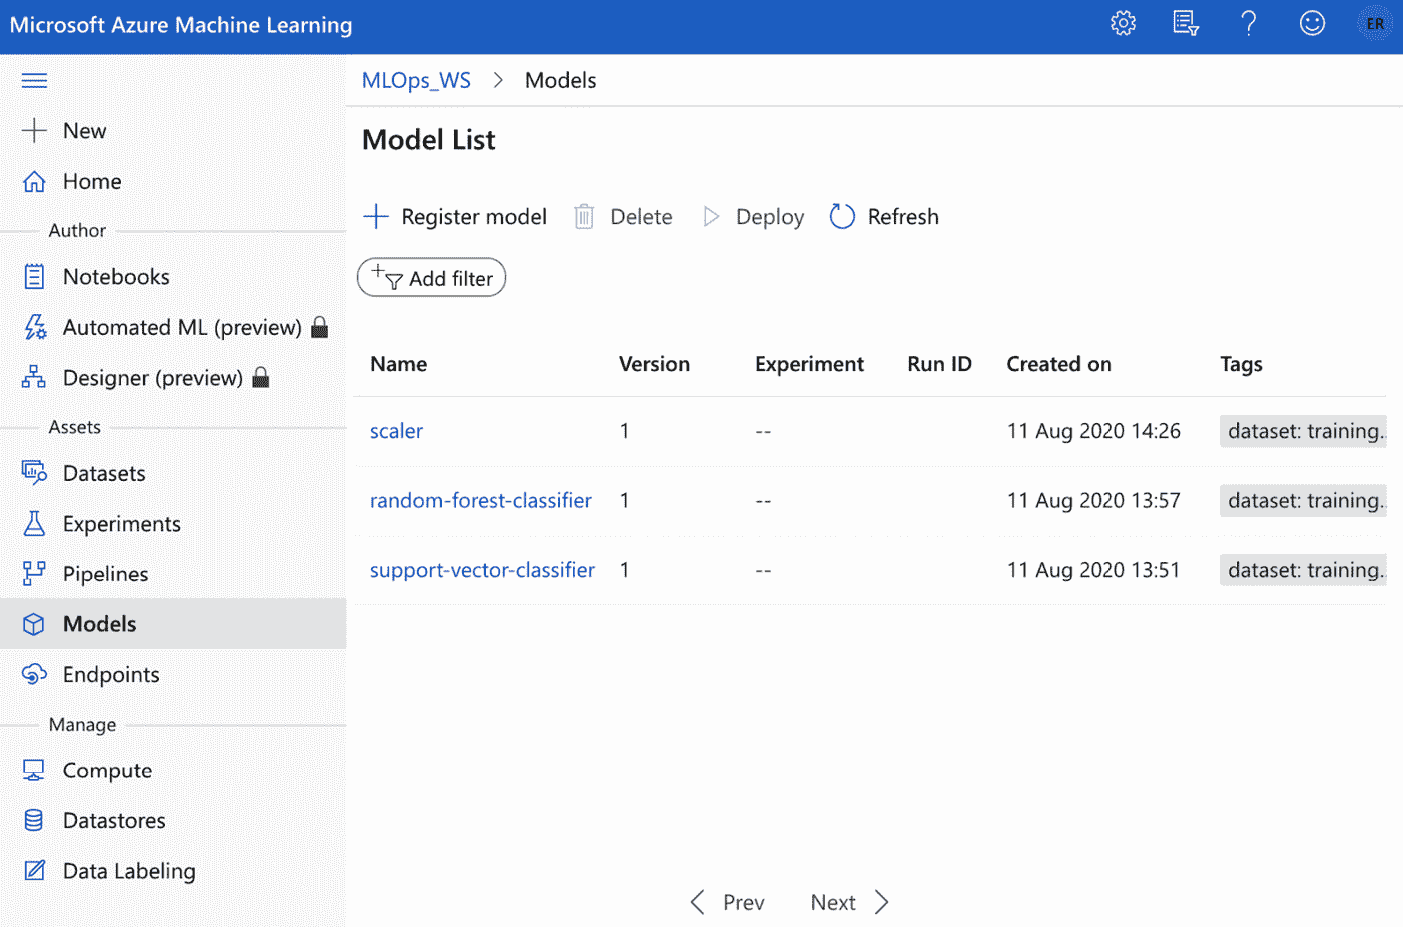 Microsoft Azure Machine Learning
ER
New
Home
Author
Notebooks
Automated ML (preview)
Designer (preview)
Assets
Datasets
Experiments
Pipelines
Models
Endpoints
Manage
Compute
Datastores
Data Labeling
MLOps_WS > Models
Model List
Register model Delete Deploy Refresh
Add filter
Name Version Experiment Run ID Created on Tags
scaler 1 -- 11 Aug 2020 14:26 dataset: training..
random-forest-classifier 1 -- 11 Aug 2020 13:57 dataset: training..
support-vector-classifier 1 -- 11 Aug 2020 13:51 dataset: training..
< Prev Next >